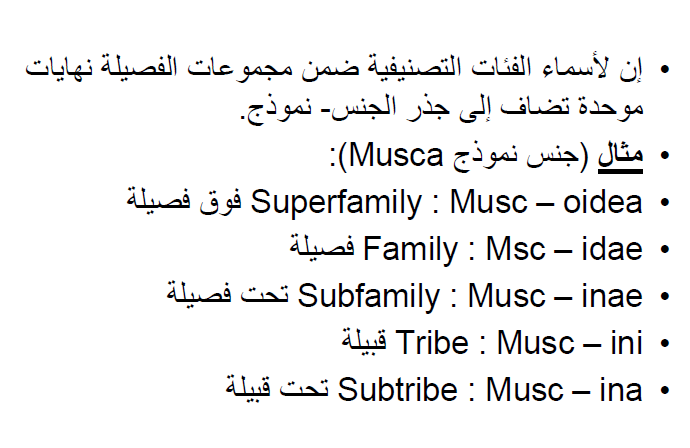 • إن لأسماء الفئات التصنيفية ضمن مجموعات الفصيلة نهايات
موحدة تضاف إلى جذر الجنس- نموذج.
• مثال (جنس نموذج Musca):
• Superfamily : Musc – oidea فوق فصيلة
• Family : Msc – idae فصيلة
• Subfamily : Musc – inae تحت فصيلة
• Tribe : Musc – ini قبيلة
• Subtribe : Musc – ina تحت قبيلة